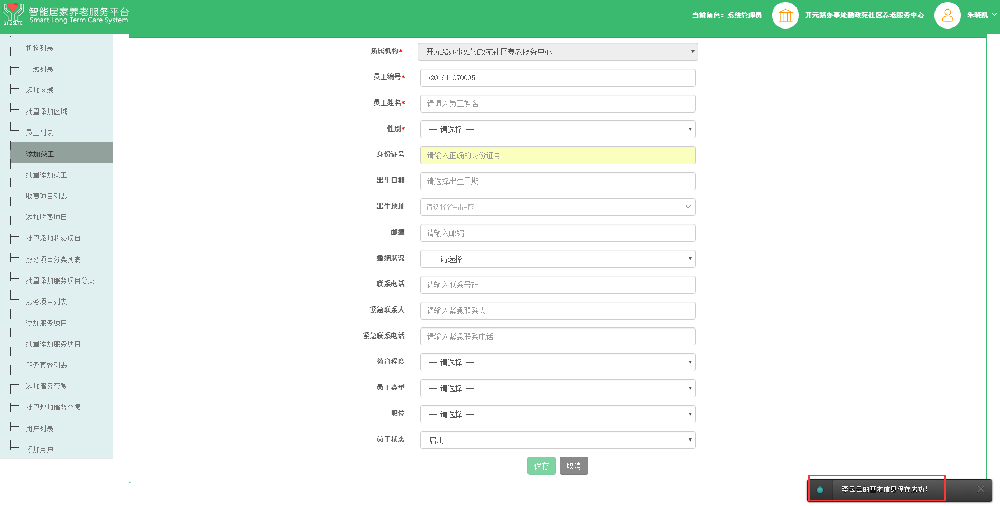 智能居家养老服务平台
Smart Long Term Care System
212SLTC
当前角色：系统管理员
开元路办事处勤政苑社区养老服务中心
朱晓凯
机构列表
区域列表
添加区域
批量添加区域
员工列表
添加员工
批量添加员工
收费项目列表
添加收费项目
批量添加收费项目
服务项目分类列表
批量添加服务项目分类
服务项目列表
添加服务项目
批量添加服务项目
服务套餐列表
添加服务套餐
批量增加服务套餐
用户列表
添加用户
所属机构* 开元路办事处勤政苑社区养老服务中心
员工编号* E201611070005
员工姓名* 请填入员工姓名
性别* — 请选择 —
身份证号 请输入正确的身份证号
出生日期 请选择出生日期
出生地址 请选择省-市-区
邮编 请输入邮编
婚姻状况 — 请选择 —
联系电话 请输入联系号码
紧急联系人 请输入紧急联系人
紧急联系电话 请输入紧急联系电话
教育程度 — 请选择 —
员工类型 — 请选择 —
职位 — 请选择 —
员工状态 启用
保存 取消
李云云的基本信息保存成功!